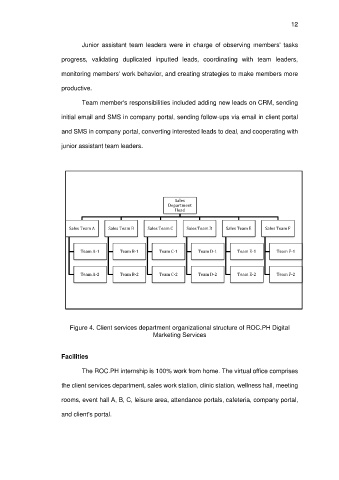 12
Junior assistant team leaders were in charge of observing members' tasks
progress, validating duplicated inputted leads, coordinating with team leaders,
monitoring members' work behavior, and creating strategies to make members more
productive.
Team member's responsibilities included adding new leads on CRM, sending
initial email and SMS in company portal, sending follow-ups via email in client portal
and SMS in company portal, converting interested leads to deal, and cooperating with
junior assistant team leaders.
Sales
Department
Head
Sales Team A Sales Team B Sales Team C Sales Team D Sales Team E Sales Team F
Team A-1 Team B-1 Team C-1 Team D-1 Team E-1 Team F-1
Team A-2 Team B-2 Team C-2 Team D-2 Team E-2 Team F-2
Figure 4. Client services department organizational structure of ROC.PH Digital
Marketing Services
Facilities
The ROC.PH internship is 100% work from home. The virtual office comprises
the client services department, sales work station, clinic station, wellness hall, meeting
rooms, event hall A, B, C, leisure area, attendance portals, cafeteria, company portal,
and client's portal.